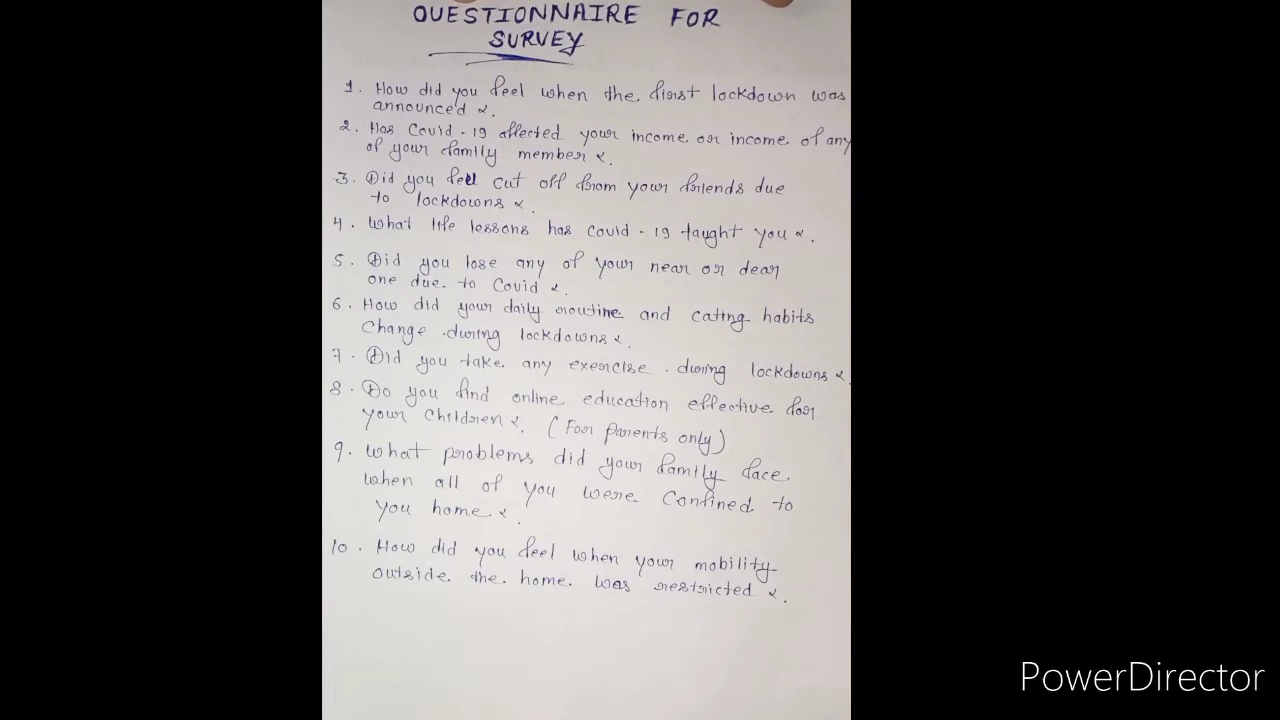 QUESTIONNAIRE FOR
SURVEY
1. How did you feel when the first lockdown was
announced ?
2. Has Covid-19 affected your income or income of any
of your family member ?
3. Did you feel cut off from your friends due
to lockdowns ?
4. What life lessons has covid-19 taught you ?
5. Did you lose any of your near or dear
one due to Covid ?
6. How did your daily routine and eating habits
change during lockdowns ?
7. Did you take any exercise during lockdowns ?
8. Do you find online education effective for
your children ? (For parents only)
9. What problems did your family face
when all of you were confined to
you home ?
10. How did you feel when your mobility
outside the home was restricted ?
PowerDirector